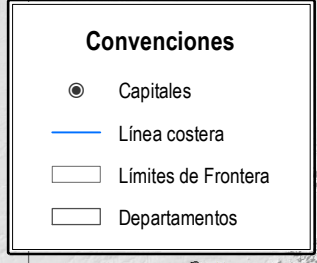 Convenciones
Capitales
Línea costera
Límites de Frontera
Departamentos